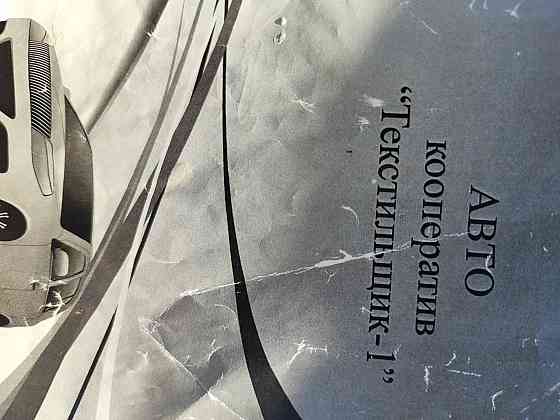 АВТО
кооператив
“Текстильщик-1”